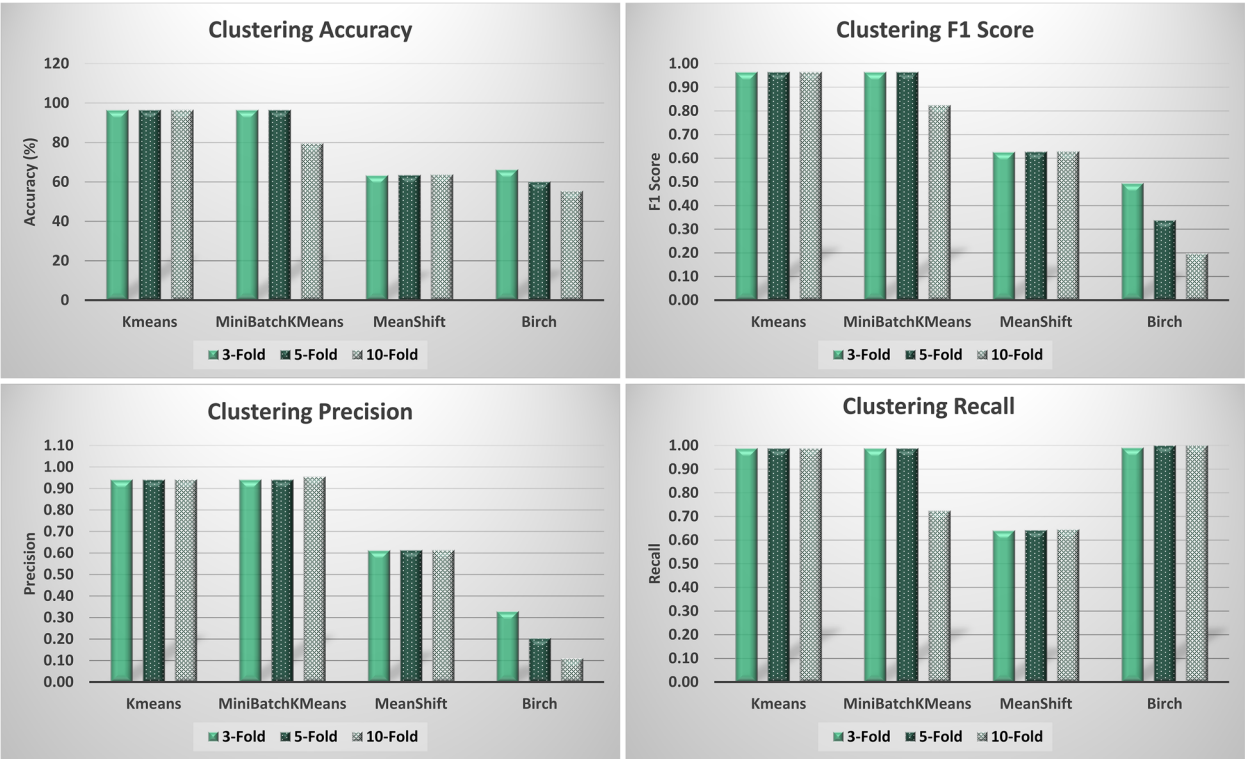 Clustering Accuracy
120
100
80
60
40
20
0
Accuracy (%)
Kmeans MiniBatchKMeans MeanShift Birch
3-Fold 5-Fold 10-Fold
Clustering F1 Score
1.00
0.90
0.80
0.70
0.60
0.50
0.40
0.30
0.20
0.10
0.00
F1 Score
Kmeans MiniBatchKMeans MeanShift Birch
3-Fold 5-Fold 10-Fold
Clustering Precision
1.10
1.00
0.90
0.80
0.70
0.60
0.50
0.40
0.30
0.20
0.10
0.00
Precision
Kmeans MiniBatchKMeans MeanShift Birch
3-Fold 5-Fold 10-Fold
Clustering Recall
1.00
0.90
0.80
0.70
0.60
0.50
0.40
0.30
0.20
0.10
0.00
Recall
Kmeans MiniBatchKMeans MeanShift Birch
3-Fold 5-Fold 10-Fold